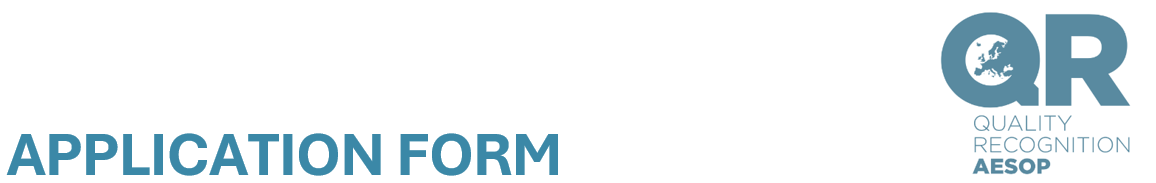 QR
QUALITY
RECOGNITION
AESOP
APPLICATION FORM